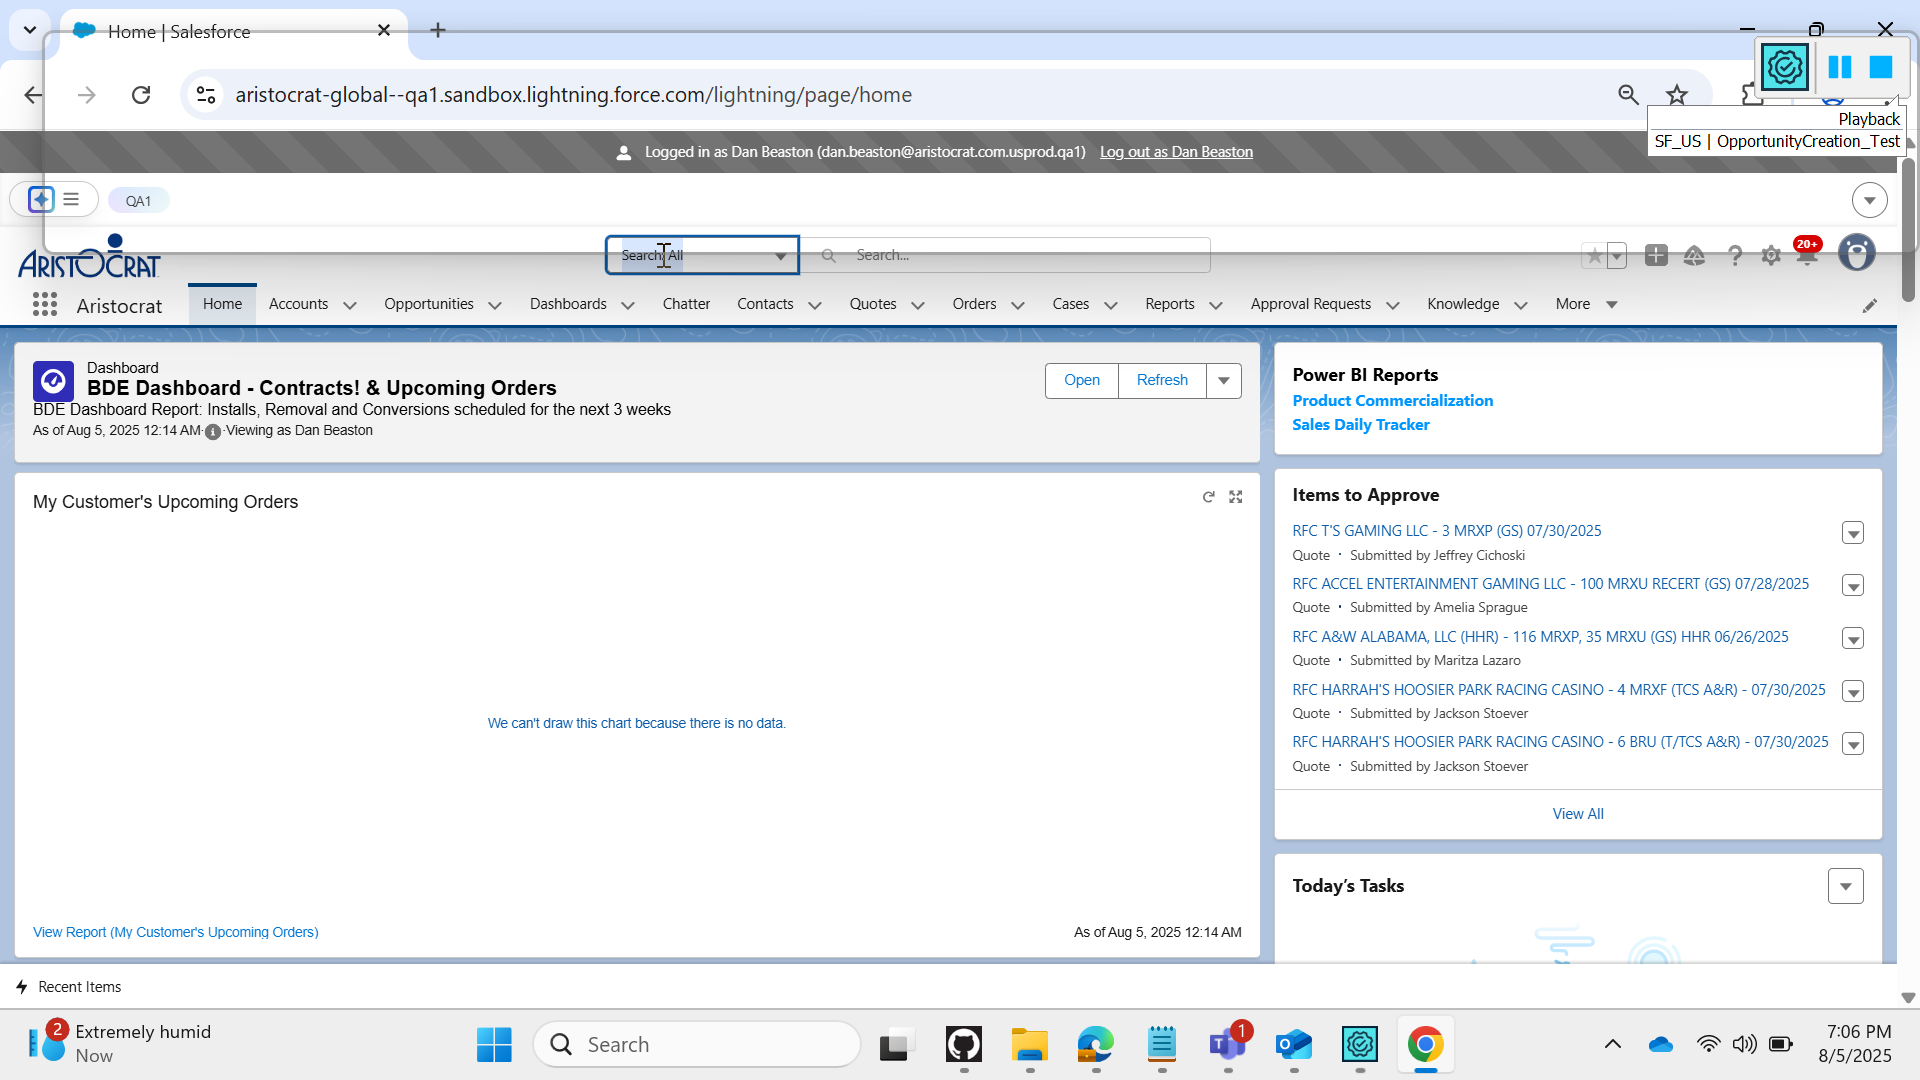 Home | Salesforce
aristocrat-global--qa1.sandbox.lightning.force.com/lightning/page/home
Playback
SF_US | OpportunityCreation_Test
Logged in as Dan Beaston (dan.beaston@aristocrat.com.usprod.qa1) Log out as Dan Beaston
QA1
ARISTOCRAT
Search: All
Search...
20+
Aristocrat
Home
Accounts
Opportunities
Dashboards
Chatter
Contacts
Quotes
Orders
Cases
Reports
Approval Requests
Knowledge
More
Dashboard
BDE Dashboard - Contracts! & Upcoming Orders
BDE Dashboard Report: Installs, Removal and Conversions scheduled for the next 3 weeks
As of Aug 5, 2025 12:14 AM·Viewing as Dan Beaston
Open
Refresh
My Customer's Upcoming Orders
We can't draw this chart because there is no data.
View Report (My Customer's Upcoming Orders)
As of Aug 5, 2025 12:14 AM
Power BI Reports
Product Commercialization
Sales Daily Tracker
Items to Approve
RFC T'S GAMING LLC - 3 MRXP (GS) 07/30/2025
Quote · Submitted by Jeffrey Cichoski
RFC ACCEL ENTERTAINMENT GAMING LLC - 100 MRXU RECERT (GS) 07/28/2025
Quote · Submitted by Amelia Sprague
RFC A&W ALABAMA, LLC (HHR) - 116 MRXP, 35 MRXU (GS) HHR 06/26/2025
Quote · Submitted by Maritza Lazaro
RFC HARRAH'S HOOSIER PARK RACING CASINO - 4 MRXF (TCS A&R) - 07/30/2025
Quote · Submitted by Jackson Stoever
RFC HARRAH'S HOOSIER PARK RACING CASINO - 6 BRU (T/TCS A&R) - 07/30/2025
Quote · Submitted by Jackson Stoever
View All
Today's Tasks
Recent Items
2
Extremely humid
Now
Search
1
7:06 PM
8/5/2025